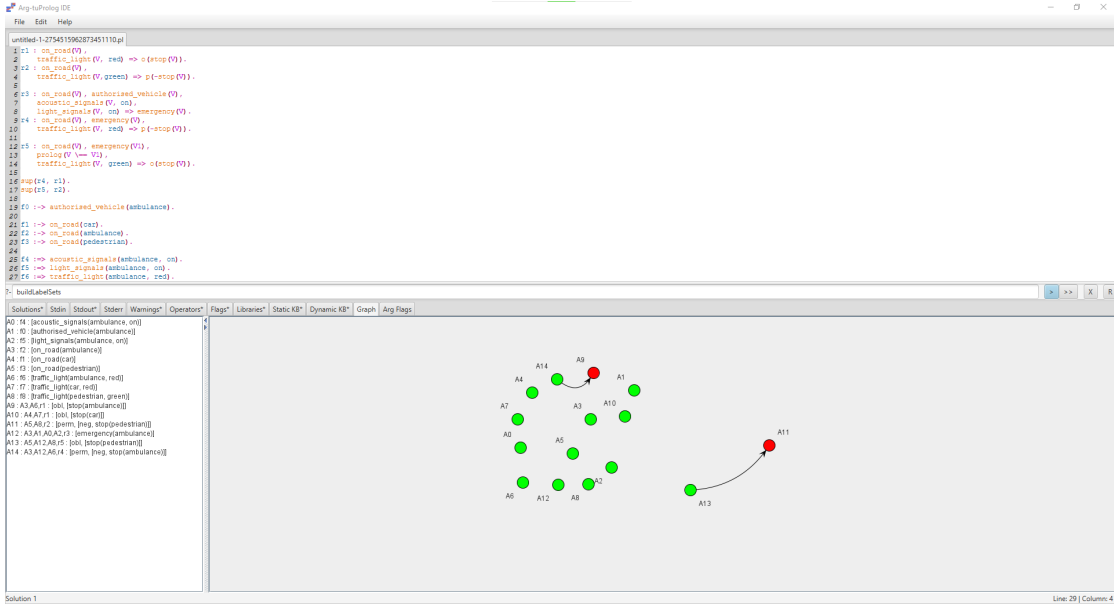 Arg-tuProlog IDE
File Edit Help
untitled-1-2754515962873451110.pl
1 r1 : on_road(V),
2 traffic_light(V, red) => o(stop(V)).
3 r2 : on_road(V),
4 traffic_light(V,green) => p(-stop(V)).
5
6 r3 : on_road(V), authorised_vehicle(V),
7 acoustic_signals(V, on),
8 light_signals(V, on) => emergency(V).
9 r4 : on_road(V), emergency(V),
10 traffic_light(V, red) => p(-stop(V)).
11
12 r5 : on_road(V), emergency(V1),
13 prolog(V \== V1),
14 traffic_light(V, green) => o(stop(V)).
15
16 sup(r4, r1).
17 sup(r5, r2).
18
19 f0 :-> authorised_vehicle(ambulance).
20
21 f1 :-> on_road(car).
22 f2 :-> on_road(ambulance).
23 f3 :-> on_road(pedestrian).
24
25 f4 :=> acoustic_signals(ambulance, on).
26 f5 :=> light_signals(ambulance, on).
27 f6 :=> traffic_light(ambulance, red).
?- buildLabelSets > >> X R
Solutions* Stdin Stdout* Stderr Warnings* Operators* Flags* Libraries* Static KB* Dynamic KB* Graph Arg Flags
A0 : f4 : [acoustic_signals(ambulance, on)]
A1 : f0 : [authorised_vehicle(ambulance)]
A2 : f5 : [light_signals(ambulance, on)]
A3 : f2 : [on_road(ambulance)]
A4 : f1 : [on_road(car)]
A5 : f3 : [on_road(pedestrian)]
A6 : f6 : [traffic_light(ambulance, red)]
A7 : f7 : [traffic_light(car, red)]
A8 : f8 : [traffic_light(pedestrian, green)]
A9 : A3,A6,r1 : [obl, [stop(ambulance)]]
A10 : A4,A7,r1 : [obl, [stop(car)]]
A11 : A5,A8,r2 : [perm, [neg, stop(pedestrian)]]
A12 : A3,A1,A0,A2,r3 : [emergency(ambulance)]
A13 : A5,A12,A8,r5 : [obl, [stop(pedestrian)]]
A14 : A3,A12,A6,r4 : [perm, [neg, stop(ambulance)]]
A9
A14
A4
A1
A7
A3
A10
A0
A5
A11
A2
A6
A12
A8
A13
Solution 1
Line: 29 | Column: 4